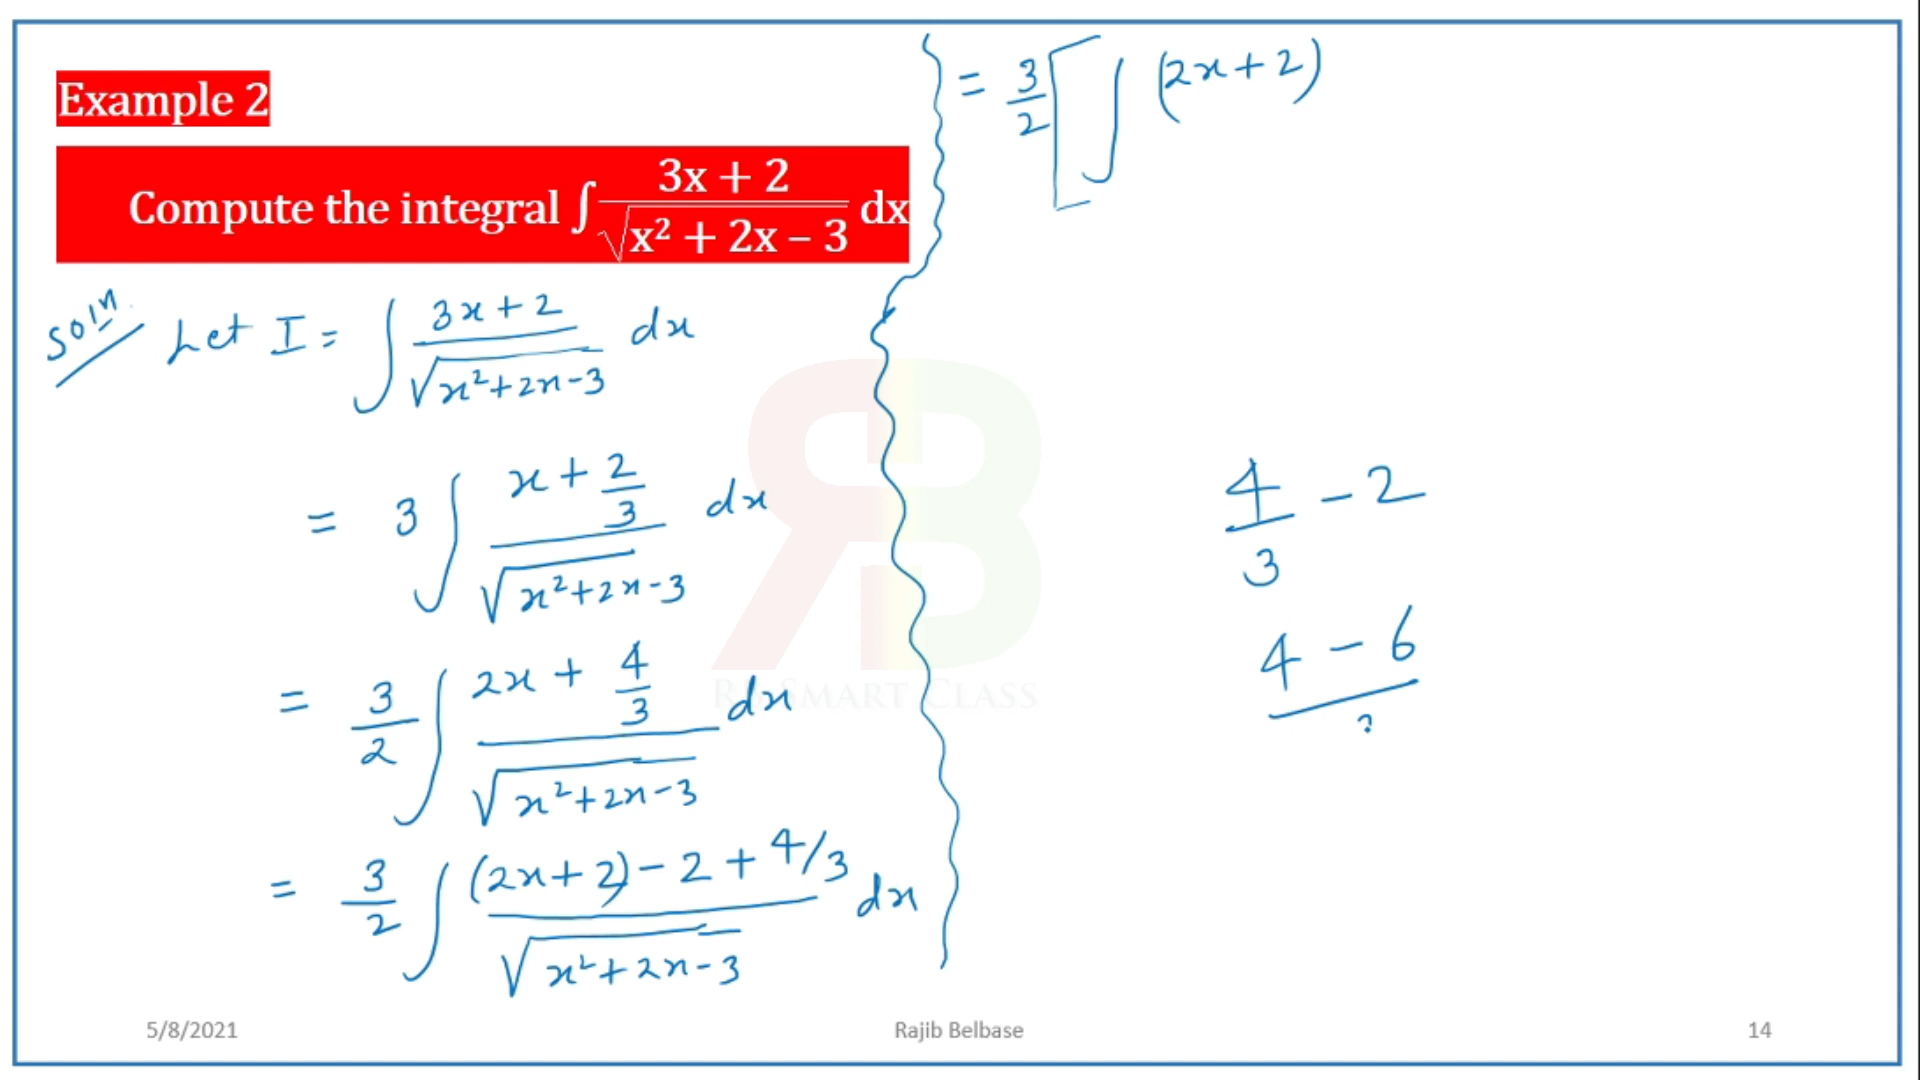 Example 2
Compute the integral ∫ (3x + 2)/√(x² + 2x – 3) dx
Soln. Let I = ∫ (3x + 2)/√(x²+2x-3) dx
= 3 ∫ (x + 2/3)/√(x²+2x-3) dx
= 3/2 ∫ (2x + 4/3)/√(x²+2x-3) dx
= 3/2 ∫ ((2x+2) - 2 + 4/3)/√(x²+2x-3) dx
= 3/2 [ ∫ (2x+2)
4/3 - 2
4 - 6
RB SMART CLASS
5/8/2021
Rajib Belbase
14